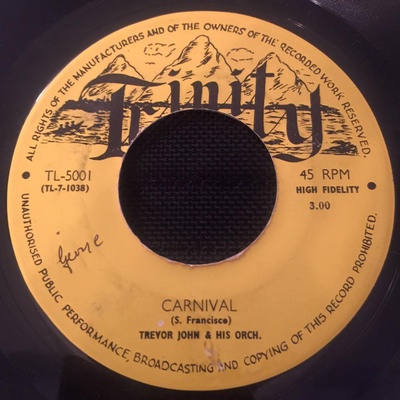 ALL RIGHTS OF THE MANUFACTURERS AND OF THE OWNERS OF THE RECORDED WORK RESERVED.
Trinity
TL-5001
(TL-7-1038)
45 RPM
HIGH FIDELITY
3.00
George
CARNIVAL
(S. Francisco)
TREVOR JOHN & HIS ORCH.
UNAUTHORISED PUBLIC PERFORMANCE, BROADCASTING AND COPYING OF THIS RECORD PROHIBITED.